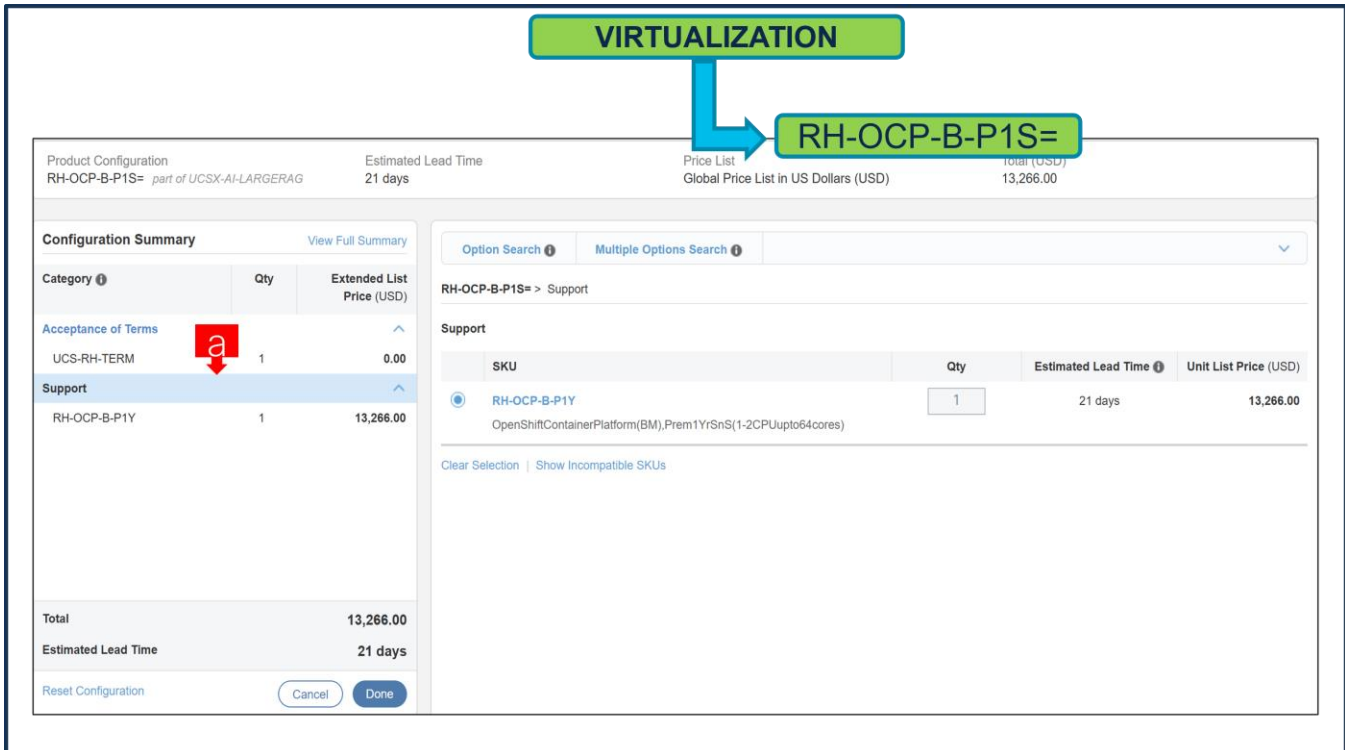 VIRTUALIZATION
RH-OCP-B-P1S=
Product Configuration
RH-OCP-B-P1S= part of UCSX-AI-LARGERAG
Estimated Lead Time
21 days
Price List
Global Price List in US Dollars (USD)
Total (USD)
13,266.00
Configuration Summary View Full Summary
Category Qty Extended List
Price (USD)
Acceptance of Terms
a
UCS-RH-TERM 1 0.00
Support
RH-OCP-B-P1Y 1 13,266.00
Total 13,266.00
Estimated Lead Time 21 days
Reset Configuration Cancel Done
Option Search Multiple Options Search
RH-OCP-B-P1S= > Support
Support
SKU Qty Estimated Lead Time Unit List Price (USD)
RH-OCP-B-P1Y 1 21 days 13,266.00
OpenShiftContainerPlatform(BM),Prem1YrSnS(1-2CPUupto64cores)
Clear Selection | Show Incompatible SKUs